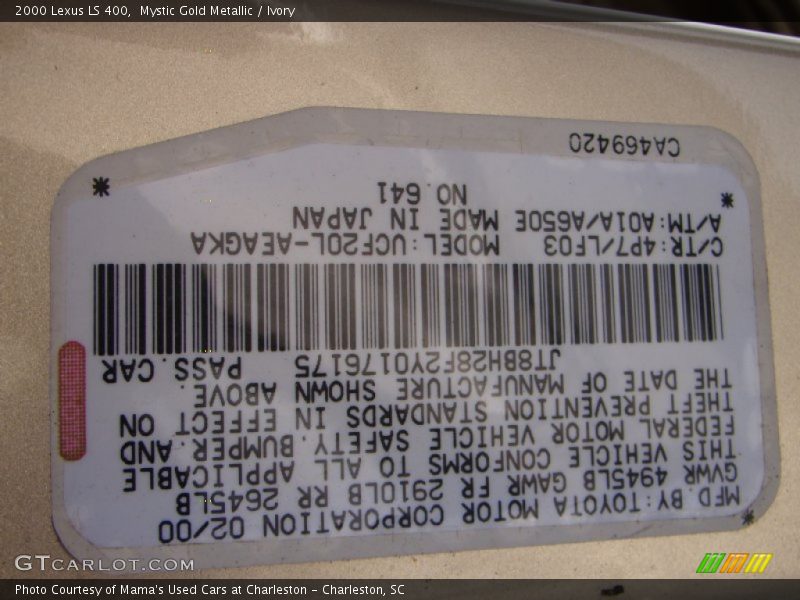 2000 Lexus LS 400, Mystic Gold Metallic / Ivory
MFD.BY:TOYOTA MOTOR CORPORATION 02/00
GVWR 4945LB GAWR FR 2910LB RR 2645LB
THIS VEHICLE CONFORMS TO ALL APPLICABLE
FEDERAL MOTOR VEHICLE SAFETY,BUMPER,AND
THEFT PREVENTION STANDARDS IN EFFECT ON
THE DATE OF MANUFACTURE SHOWN ABOVE.
JT8BH28F2Y0176175 PASS.CAR
C/TR:4P7/LF03 MODEL:UCF20L-AEAGKA
A/TM:A01A/A650E MADE IN JAPAN
NO.641
CA469420
GTCARLOT.COM
Photo Courtesy of Mama's Used Cars at Charleston - Charleston, SC